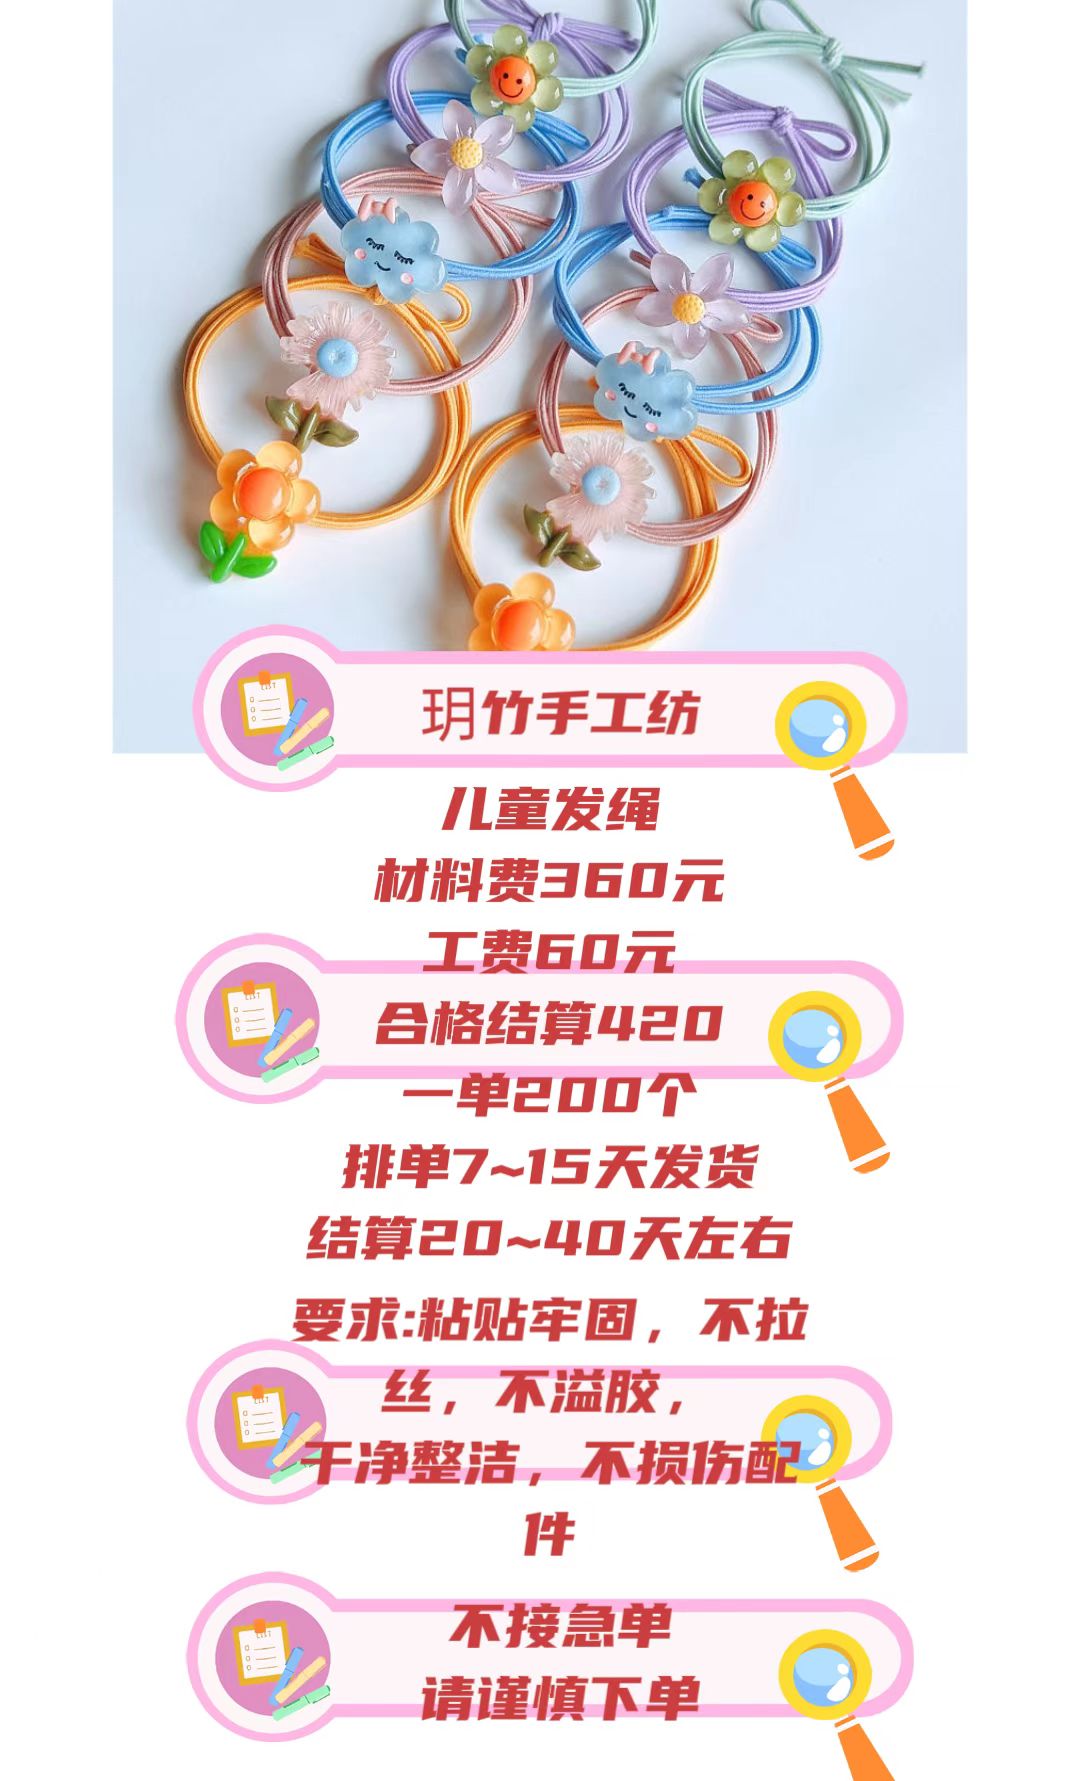 玥竹手工纺
儿童发绳
材料费360元
工费60元
合格结算420
一单200个
排单7~15天发货
结算20~40天左右
要求:粘贴牢固，不拉
丝，不溢胶，
干净整洁，不损伤配
件
不接急单
请谨慎下单
LIST
LIST
LIST
LIST